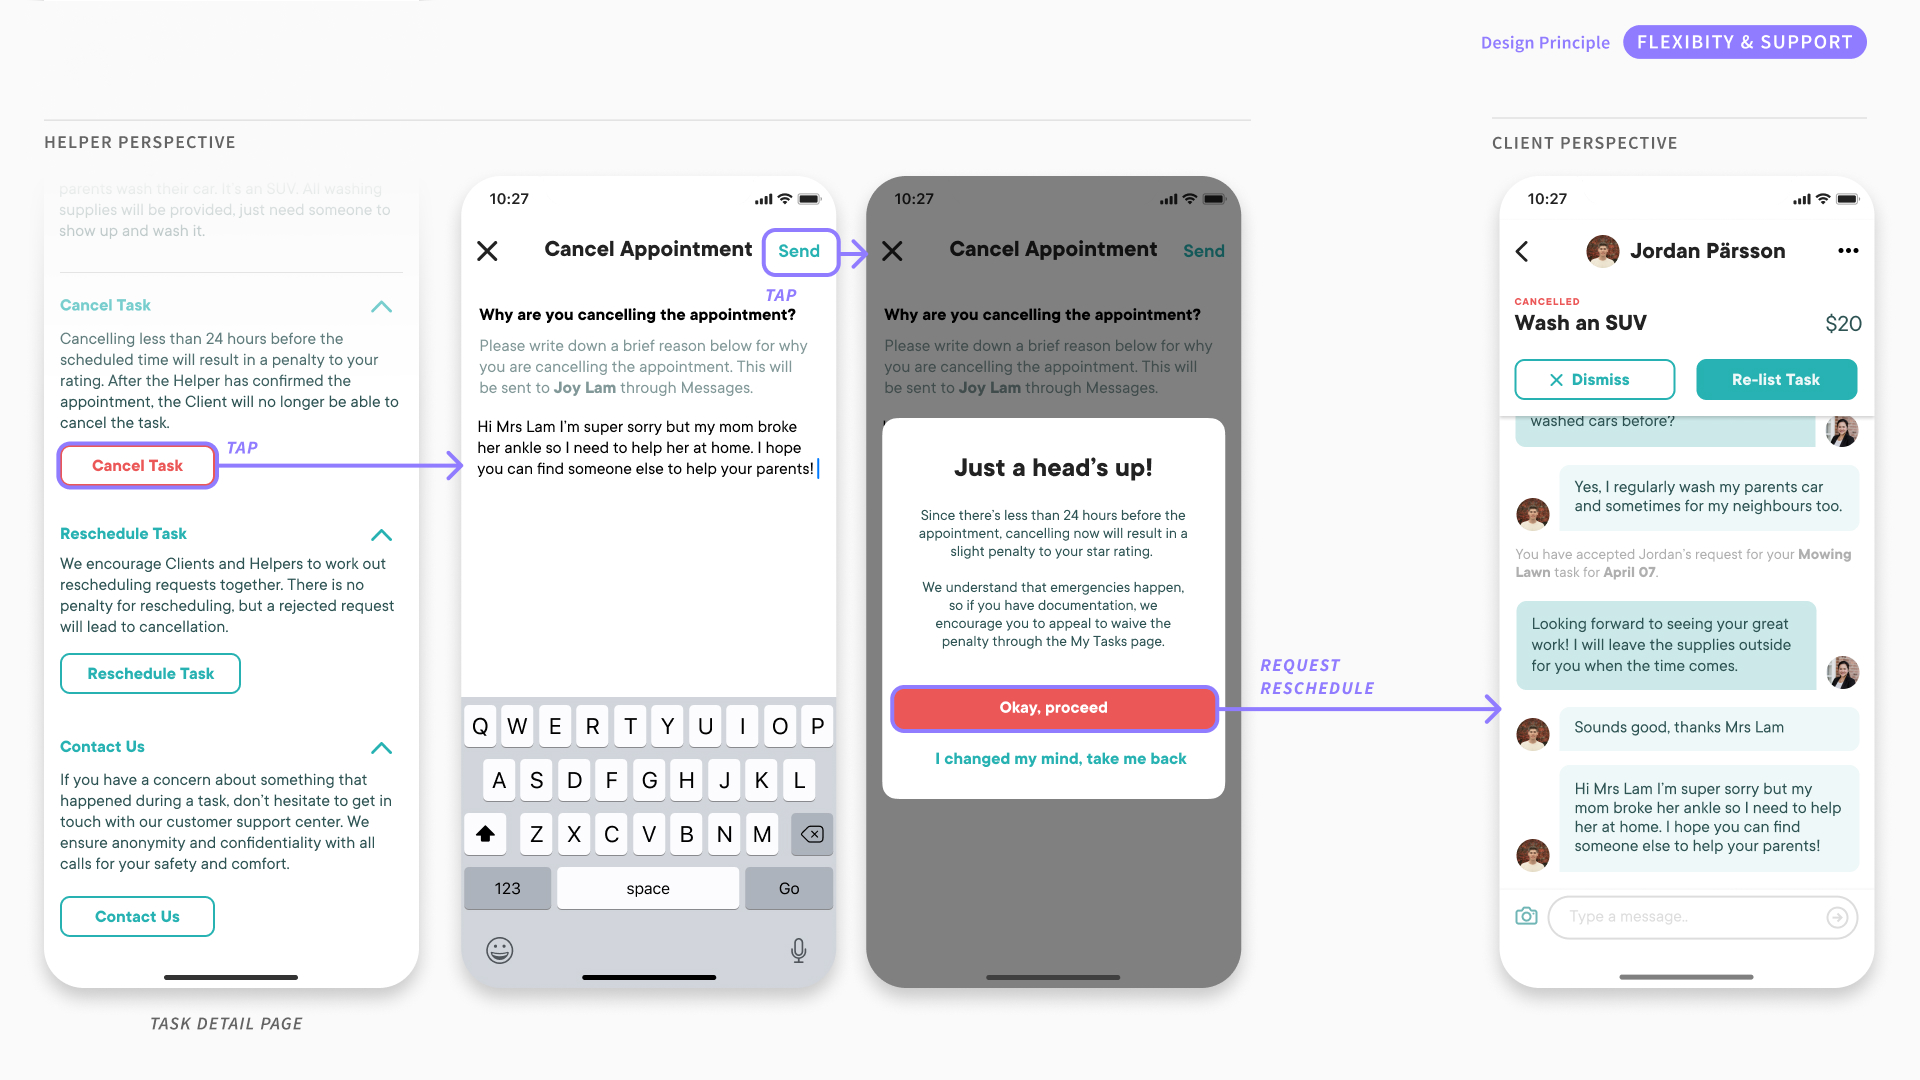 Design Principle FLEXIBITY & SUPPORT
HELPER PERSPECTIVE
CLIENT PERSPECTIVE
parents wash their car. It's an SUV. All washing
supplies will be provided, just need someone to
show up and wash it.
Cancel Task
Cancelling less than 24 hours before the
scheduled time will result in a penalty to your
rating. After the Helper has confirmed the
appointment, the Client will no longer be able to
cancel the task.
Cancel Task
TAP
Reschedule Task
We encourage Clients and Helpers to work out
rescheduling requests together. There is no
penalty for rescheduling, but a rejected request
will lead to cancellation.
Reschedule Task
Contact Us
If you have a concern about something that
happened during a task, don't hesitate to get in
touch with our customer support center. We
ensure anonymity and confidentiality with all
calls for your safety and comfort.
Contact Us
TASK DETAIL PAGE
10:27
Cancel Appointment
Send
TAP
Why are you cancelling the appointment?
Please write down a brief reason below for why
you are cancelling the appointment. This will
be sent to Joy Lam through Messages.
Hi Mrs Lam I'm super sorry but my mom broke
her ankle so I need to help her at home. I hope
you can find someone else to help your parents!
Q W E R T Y U I O P
A S D F G H J K L
Z X C V B N M
123 space Go
10:27
Cancel Appointment
Send
Why are you cancelling the appointment?
Please write down a brief reason below for why
you are cancelling the appointment. This will
be sent to Joy Lam through Messages.
Just a head's up!
Since there's less than 24 hours before the
appointment, cancelling now will result in a
slight penalty to your star rating.
We understand that emergencies happen,
so if you have documentation, we
encourage you to appeal to waive the
penalty through the My Tasks page.
Okay, proceed
I changed my mind, take me back
REQUEST
RESCHEDULE
10:27
Jordan Pärsson
CANCELLED
Wash an SUV
$20
Dismiss
Re-list Task
washed cars before?
Yes, I regularly wash my parents car
and sometimes for my neighbours too.
You have accepted Jordan's request for your Mowing
Lawn task for April 07.
Looking forward to seeing your great
work! I will leave the supplies outside
for you when the time comes.
Sounds good, thanks Mrs Lam
Hi Mrs Lam I'm super sorry but my
mom broke her ankle so I need to help
her at home. I hope you can find
someone else to help your parents!
Type a message..